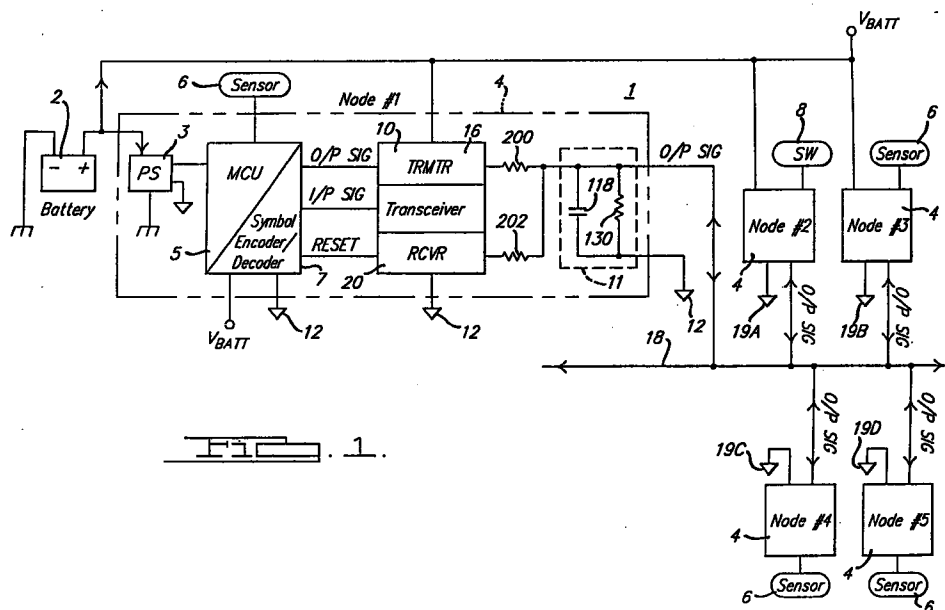 V_BATT
6 Sensor
4
1
8
6
2
Node #1
3
10
16
200
O/P SIG
SW
Sensor
- +
PS
MCU
O/P SIG
TRMTR
118
Battery
I/P SIG
Transceiver
202
130
Node #2
Node #3
4
5
Symbol
Encoder/
Decoder
RESET
RCVR
7
20
11
4
V_BATT
12
12
12
19A
O/P SIG
19B
O/P SIG
18
FIG. 1.
19C
O/P SIG
19D
O/P SIG
Node #4
Node #5
4
4
6
Sensor
Sensor
6